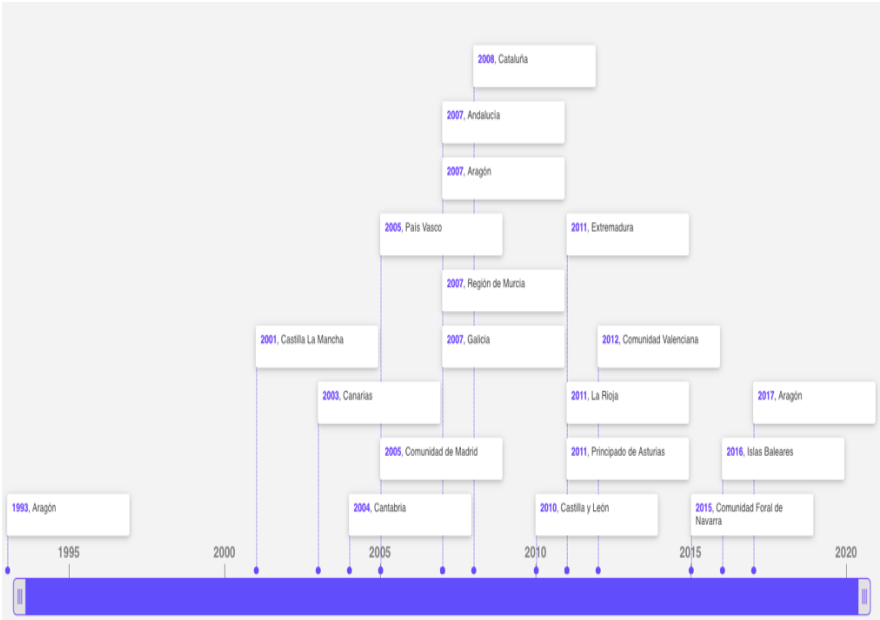 2008, Cataluña
2007, Andalucía
2007, Aragón
2005, País Vasco
2011, Extremadura
2007, Región de Murcia
2001, Castilla La Mancha
2007, Galicia
2012, Comunidad Valenciana
2003, Canarias
2011, La Rioja
2017, Aragón
2005, Comunidad de Madrid
2011, Principado de Asturias
2016, Islas Baleares
1993, Aragón
2004, Cantabria
2010, Castilla y León
2015, Comunidad Foral de
Navarra
1995
2000
2005
2010
2015
2020